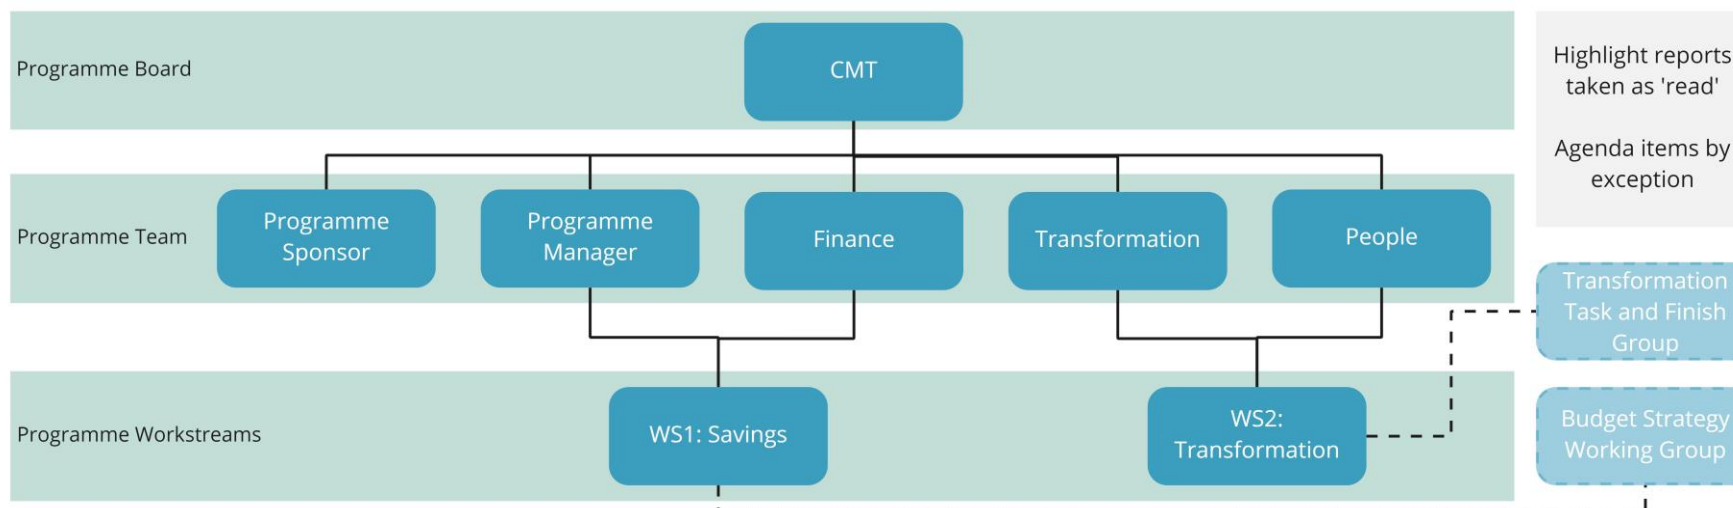 Programme Board
CMT
Highlight reports
taken as 'read'
Agenda items by
exception
Programme Team
Programme
Sponsor
Programme
Manager
Finance
Transformation
People
Transformation
Task and Finish
Group
Programme Workstreams
WS1: Savings
WS2:
Transformation
Budget Strategy
Working Group